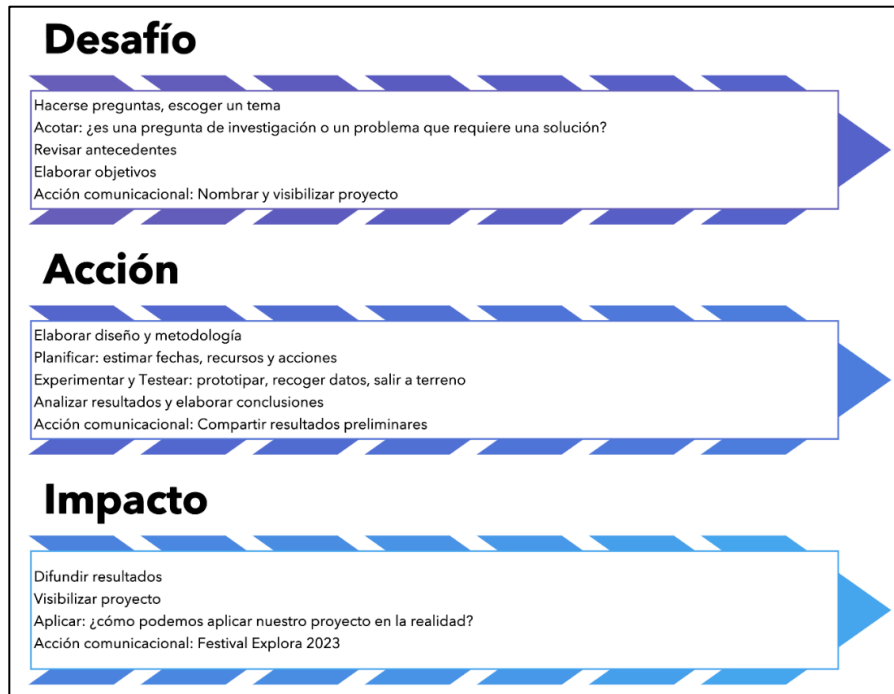 Desafío
Hacerse preguntas, escoger un tema
Acotar: ¿es una pregunta de investigación o un problema que requiere una solución?
Revisar antecedentes
Elaborar objetivos
Acción comunicacional: Nombrar y visibilizar proyecto
Acción
Elaborar diseño y metodología
Planificar: estimar fechas, recursos y acciones
Experimentar y Testear: prototipar, recoger datos, salir a terreno
Analizar resultados y elaborar conclusiones
Acción comunicacional: Compartir resultados preliminares
Impacto
Difundir resultados
Visibilizar proyecto
Aplicar: ¿cómo podemos aplicar nuestro proyecto en la realidad?
Acción comunicacional: Festival Explora 2023